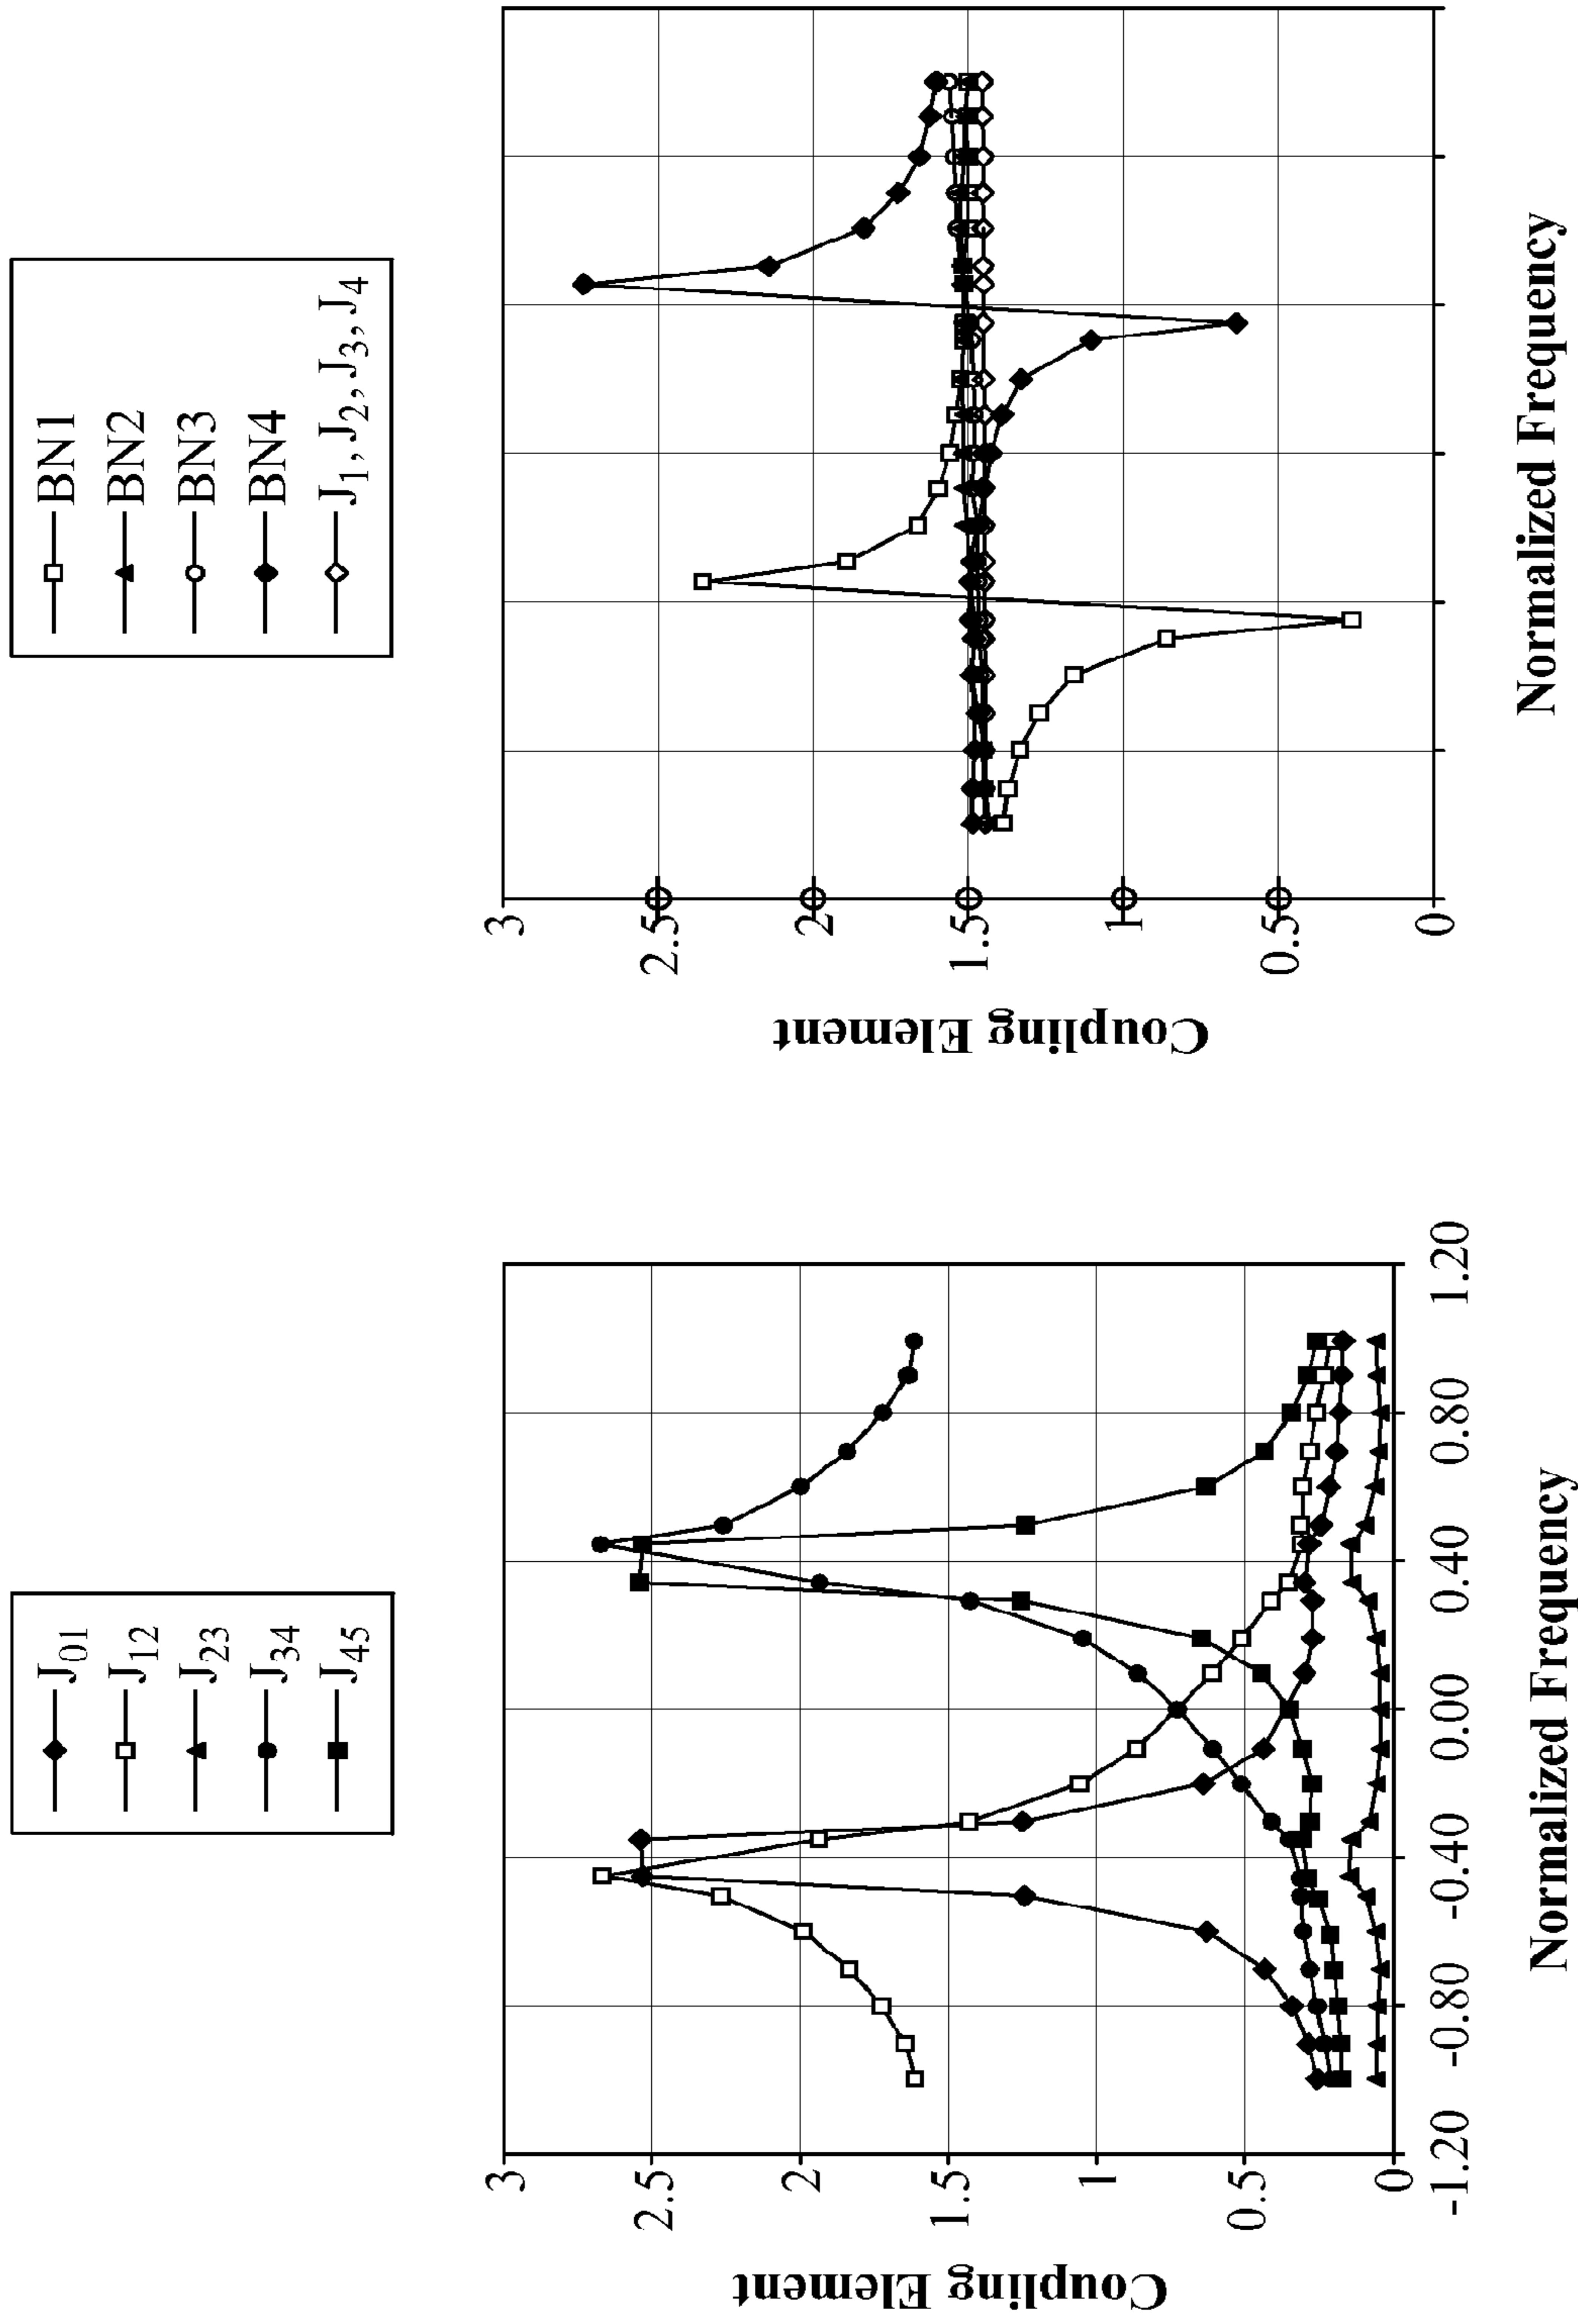 J01
J12
J23
J34
J45
Coupling Element
3
2.5
2
1.5
1
0.5
0
-1.20
-0.80
-0.40
0.00
0.40
0.80
1.20
Normalized Frequency
BN1
BN2
BN3
BN4
J1, J2, J3, J4
Coupling Element
3
2.5
2
1.5
1
0.5
0
Normalized Frequency